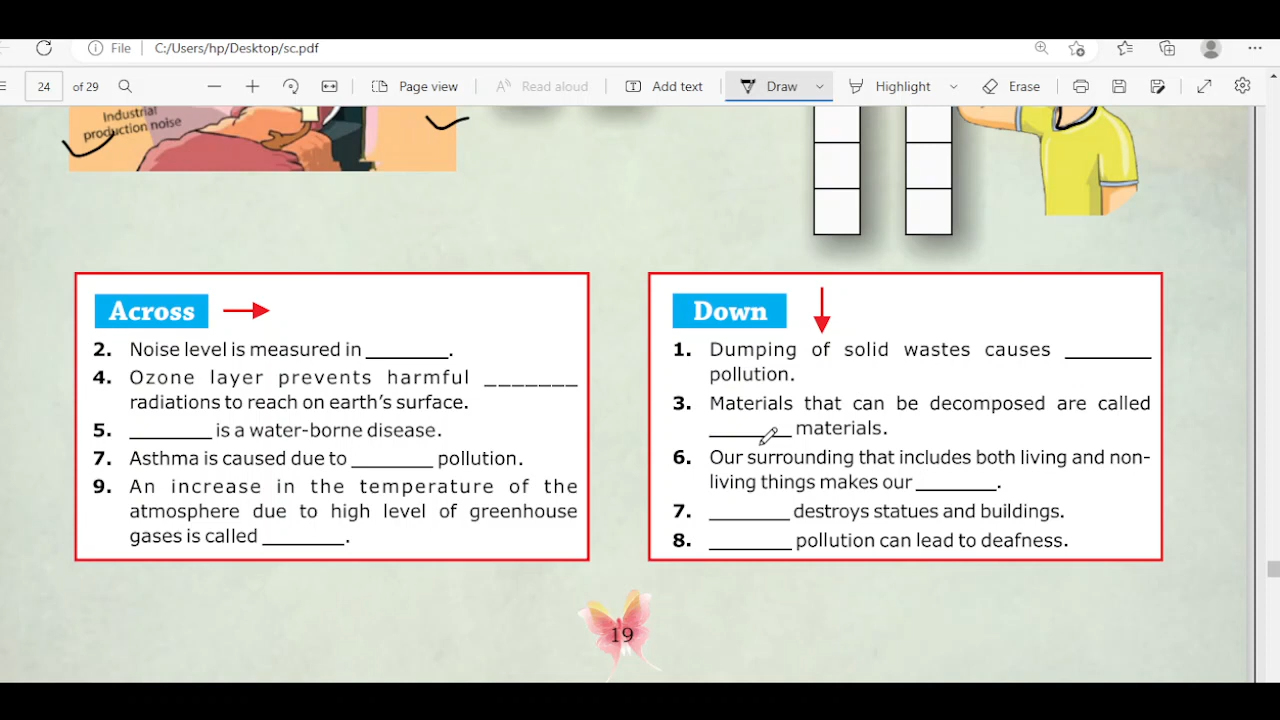 File C:/Users/hp/Desktop/sc.pdf
24 of 29 Page view Read aloud Add text Draw Highlight Erase
Industrial
production noise
Across
2. Noise level is measured in ________.
4. Ozone layer prevents harmful _______
radiations to reach on earth's surface.
5. ________ is a water-borne disease.
7. Asthma is caused due to ________ pollution.
9. An increase in the temperature of the
atmosphere due to high level of greenhouse
gases is called ________.
Down
1. Dumping of solid wastes causes ________
pollution.
3. Materials that can be decomposed are called
________ materials.
6. Our surrounding that includes both living and non-
living things makes our ________.
7. ________ destroys statues and buildings.
8. ________ pollution can lead to deafness.
19